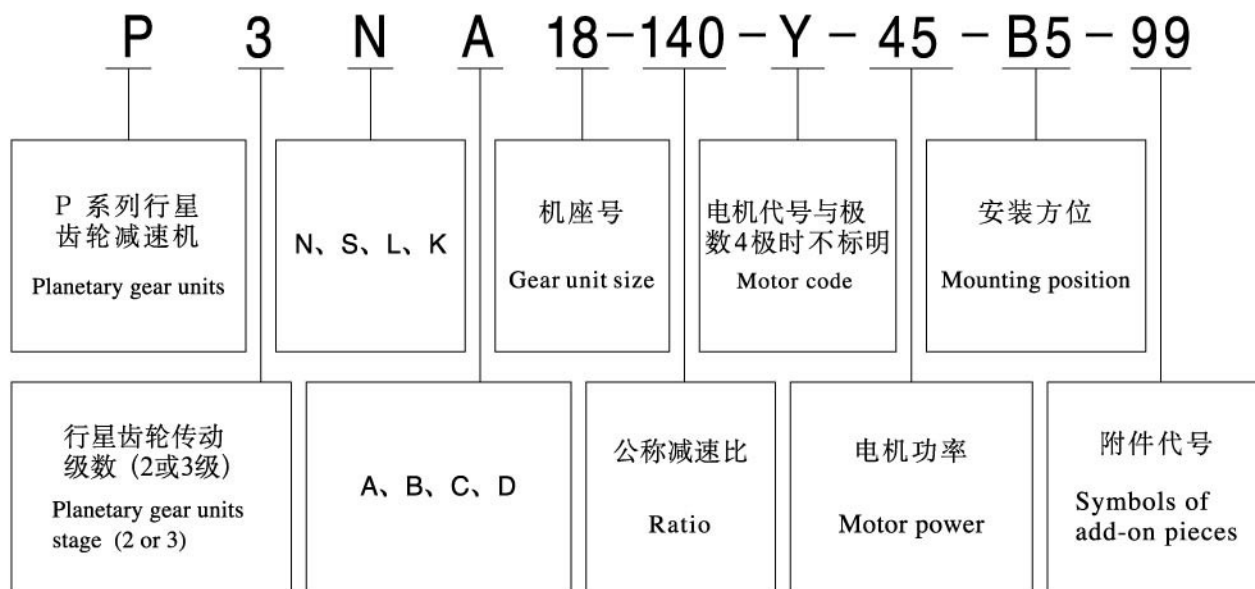 P 3 N A 18-140-Y-45-B5-99
P 系列行星
齿轮减速机
Planetary gear units
N、S、L、K
机座号
Gear unit size
电机代号与极
数4极时不标明
Motor code
安装方位
Mounting position
行星齿轮传动
级数 (2或3级)
Planetary gear units
stage (2 or 3)
A、B、C、D
公称减速比
Ratio
电机功率
Motor power
附件代号
Symbols of
add-on pieces